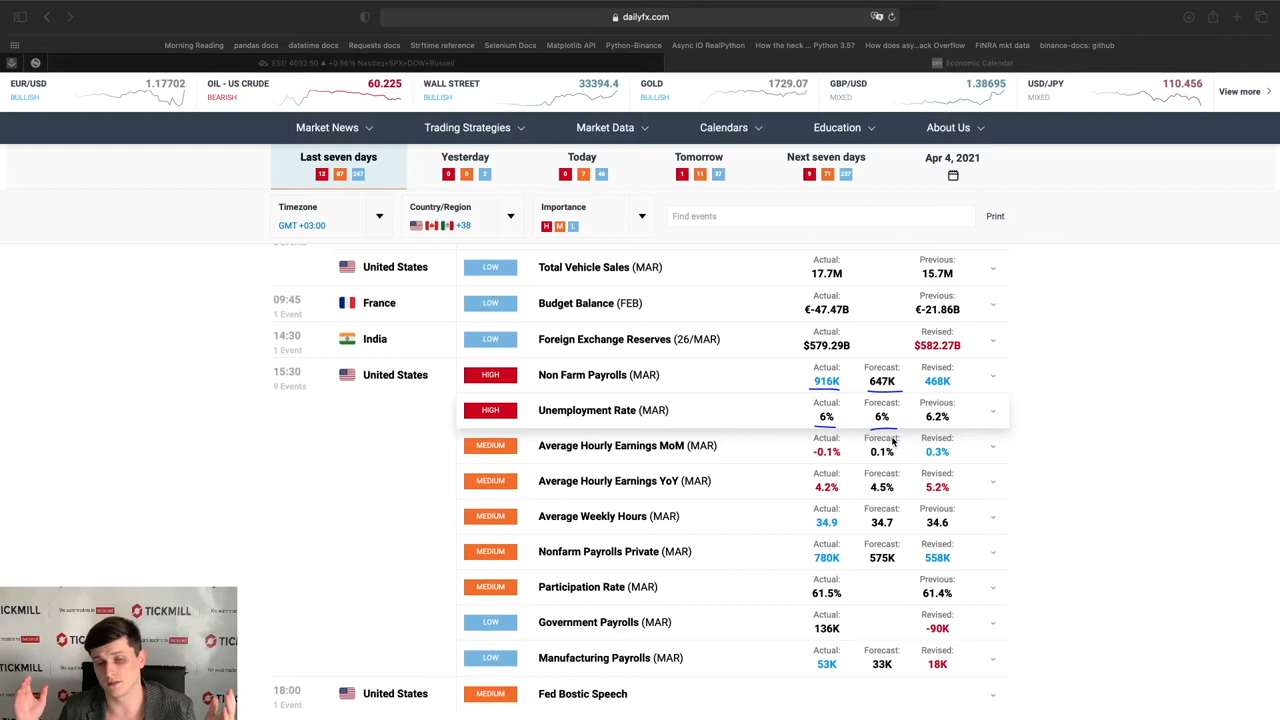 dailyfx.com
Morning Reading pandas docs datetime docs Requests docs Strftime reference Selenium Docs Matplotlib API Python-Binance Async IO RealPython How the heck ... Python 3.5? How does asy...ack Overflow FINRA mkt data binance-docs: github
ES1! 4032.50 ▲ +0.56% Nasdaq+SPX+DOW+Russell Economic Calendar
EUR/USD 1.17702 OIL - US CRUDE 60.225 WALL STREET 33394.4 GOLD 1729.07 GBP/USD 1.38695 USD/JPY 110.456 View more
BULLISH BEARISH BULLISH BULLISH MIXED MIXED
Market News Trading Strategies Market Data Calendars Education About Us
Last seven days Yesterday Today Tomorrow Next seven days Apr 4, 2021
12 87 247 0 0 2 0 7 46 1 11 37 9 71 237
Timezone Country/Region Importance Find events Print
GMT +03:00 +38 H M L
United States LOW Total Vehicle Sales (MAR) Actual: 17.7M Previous: 15.7M
09:45 1 Event France LOW Budget Balance (FEB) Actual: €-47.47B Previous: €-21.86B
14:30 1 Event India LOW Foreign Exchange Reserves (26/MAR) Actual: $579.29B Revised: $582.27B
15:30 9 Events United States HIGH Non Farm Payrolls (MAR) Actual: 916K Forecast: 647K Revised: 468K
HIGH Unemployment Rate (MAR) Actual: 6% Forecast: 6% Previous: 6.2%
MEDIUM Average Hourly Earnings MoM (MAR) Actual: -0.1% Forecast: 0.1% Revised: 0.3%
MEDIUM Average Hourly Earnings YoY (MAR) Actual: 4.2% Forecast: 4.5% Revised: 5.2%
MEDIUM Average Weekly Hours (MAR) Actual: 34.9 Forecast: 34.7 Previous: 34.6
MEDIUM Nonfarm Payrolls Private (MAR) Actual: 780K Forecast: 575K Revised: 558K
MEDIUM Participation Rate (MAR) Actual: 61.5% Previous: 61.4%
LOW Government Payrolls (MAR) Actual: 136K Revised: -90K
LOW Manufacturing Payrolls (MAR) Actual: 53K Forecast: 33K Revised: 18K
18:00 1 Event United States MEDIUM Fed Bostic Speech
TICKMILL
TICKMILL